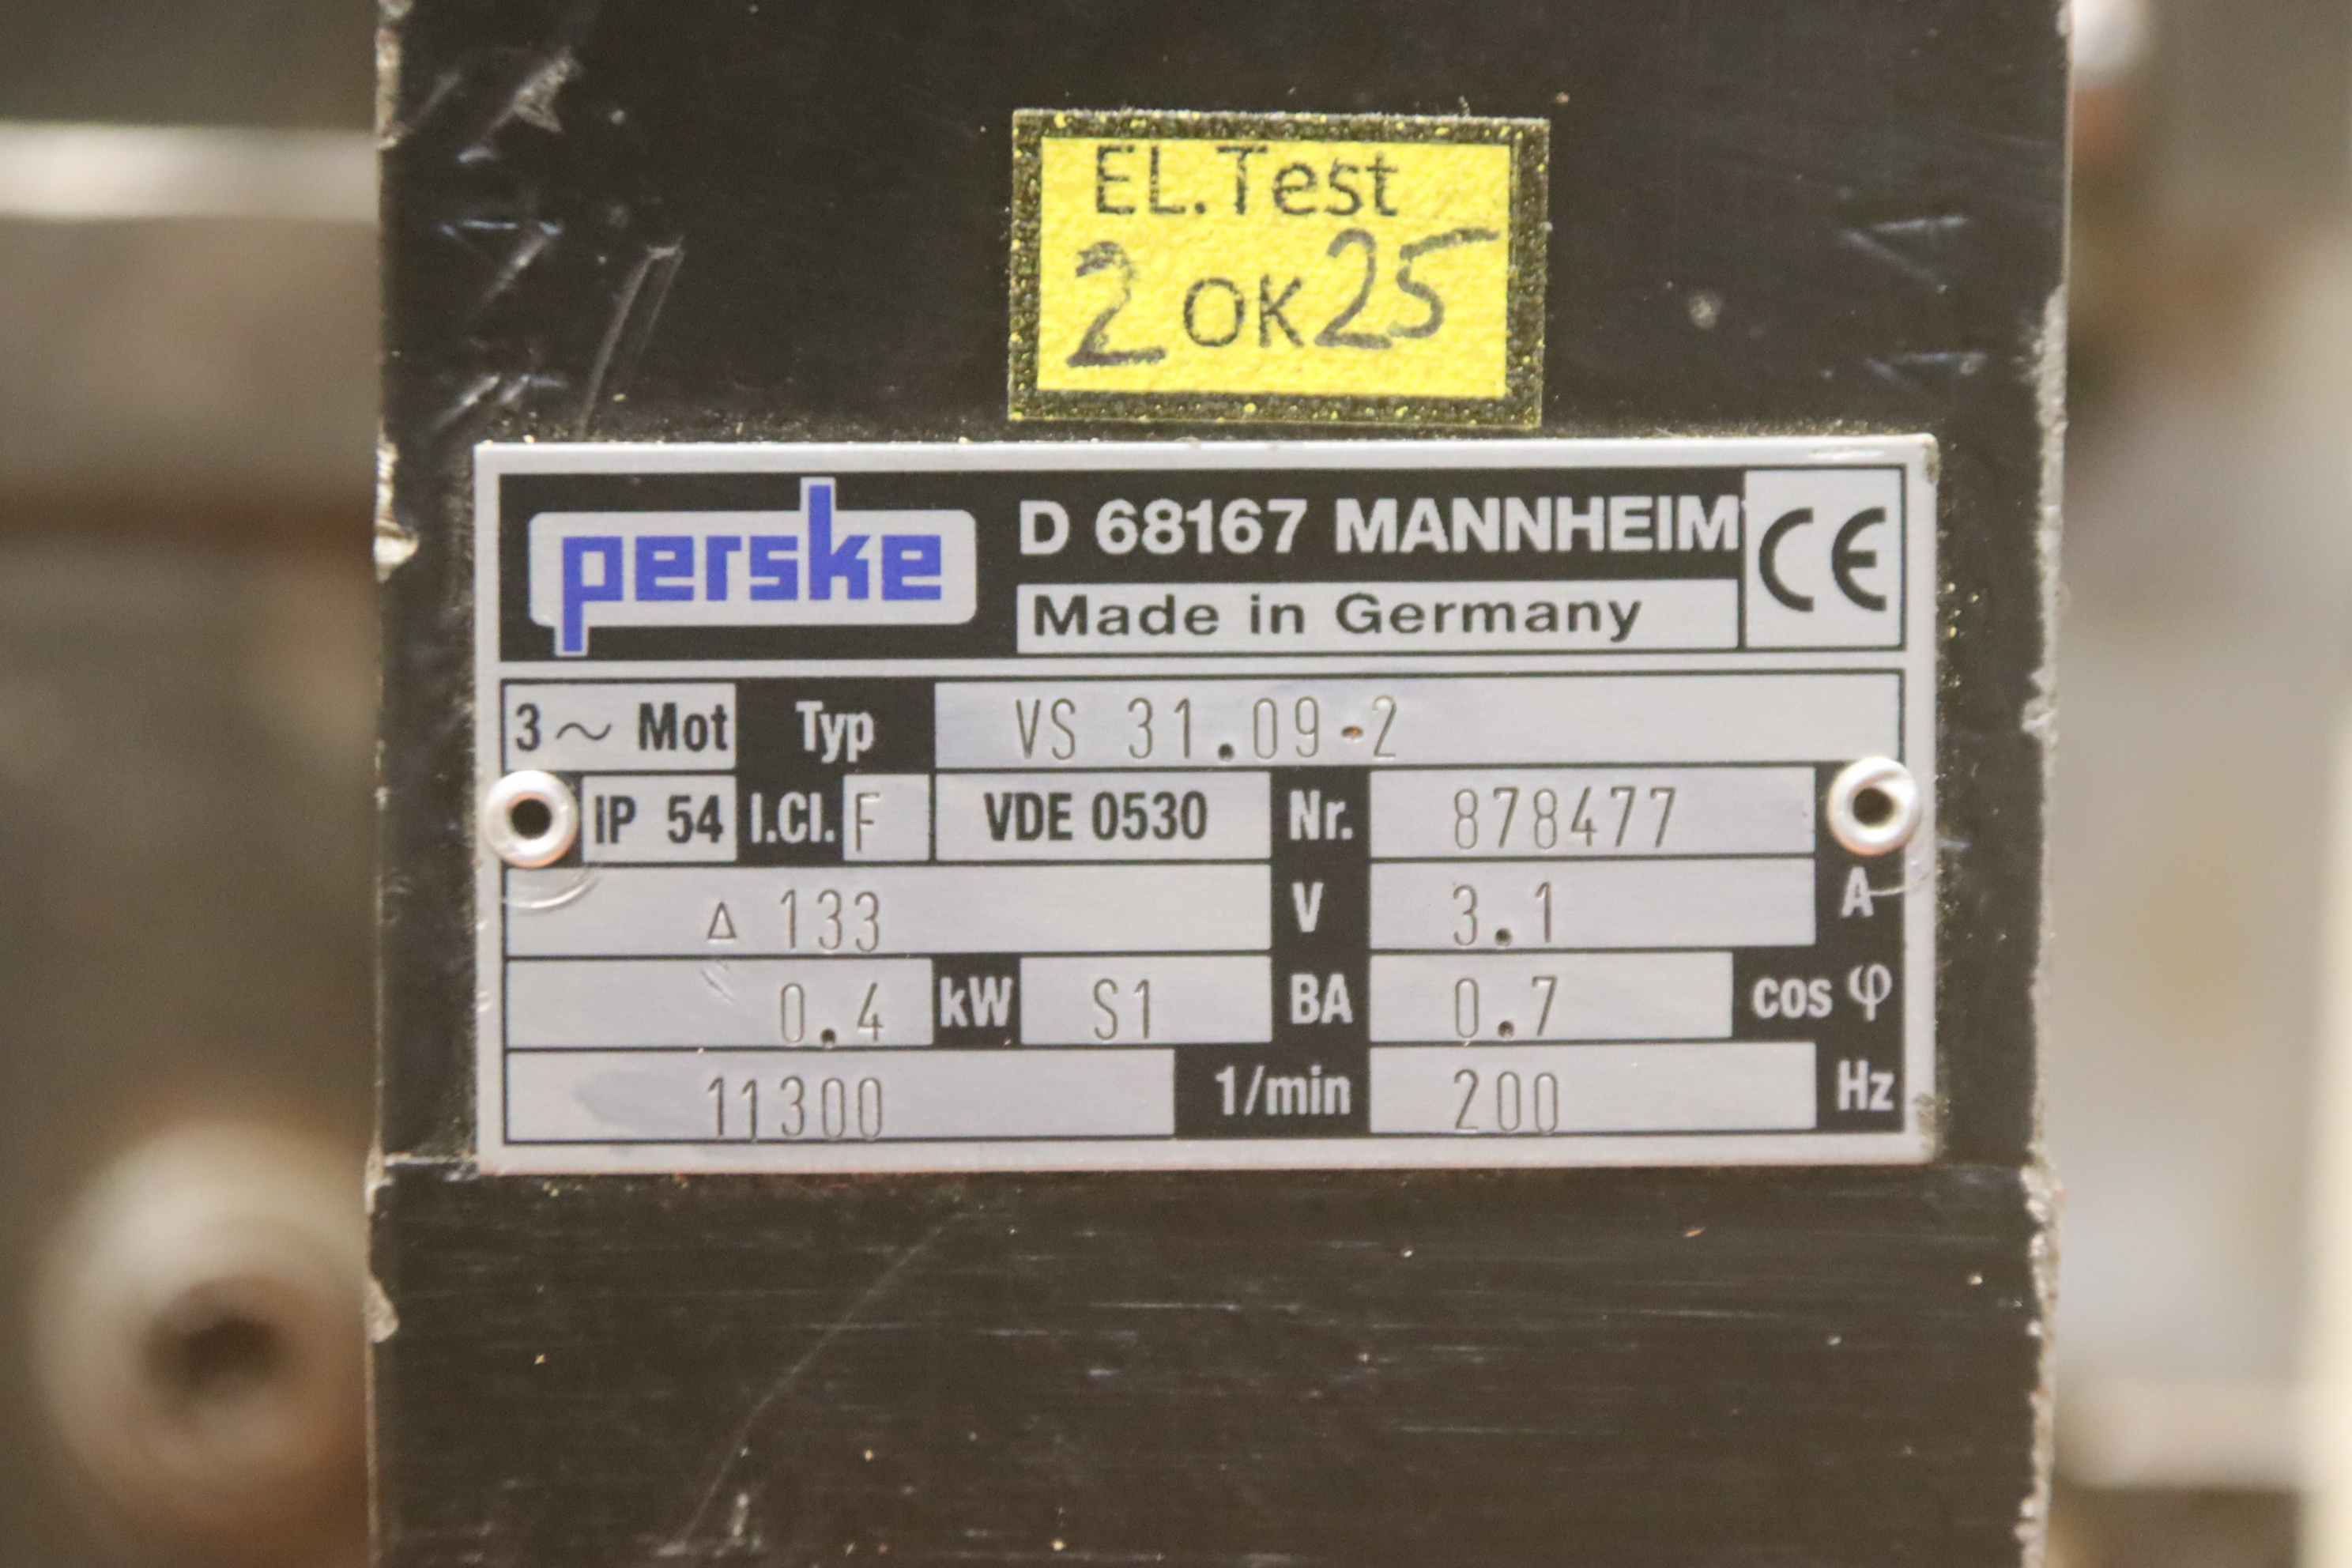 EL.Test
2 OK 25
perske D 68167 MANNHEIM CE
Made in Germany
3~ Mot Typ VS 31.09-2
IP 54 I.Cl. F VDE 0530 Nr. 878477
Δ 133 V 3.1 A
0.4 kW S1 BA 0.7 cos φ
11300 1/min 200 Hz